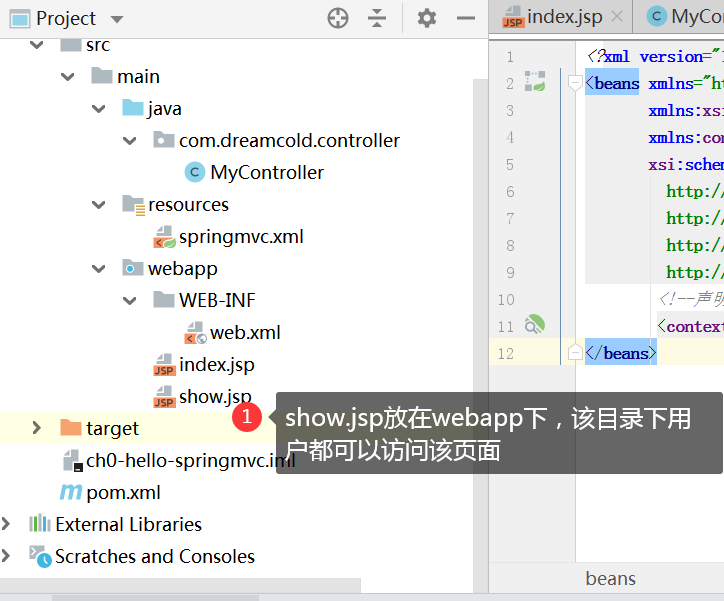 Project
index.jsp
MyCo
src
main
java
com.dreamcold.controller
MyController
resources
springmvc.xml
webapp
WEB-INF
web.xml
index.jsp
show.jsp
target
ch0-hello-springmvc.iml
pom.xml
External Libraries
Scratches and Consoles
1
show.jsp放在webapp下，该目录下用
户都可以访问该页面
1 <?xml version="1
2 <beans xmlns="ht
3 xmlns:xsi
4 xmlns:con
5 xsi:schem
6 http://
7 http://
8 http://
9 http://
10 <!--声明
11 <context
12 </beans>
beans